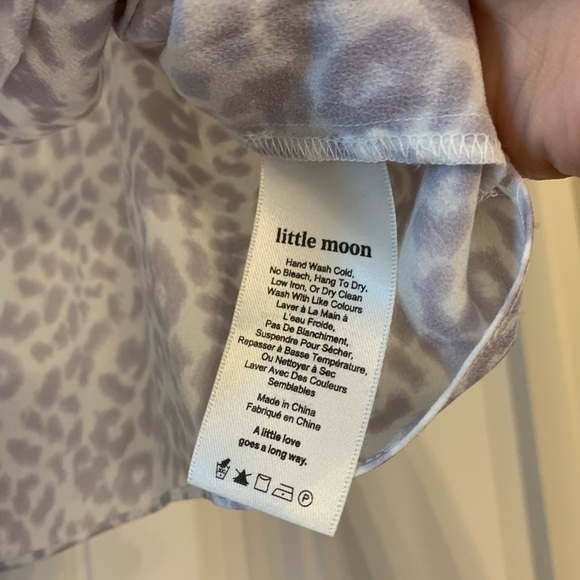 little moon
Hand Wash Cold,
No Bleach, Hang To Dry,
Low Iron, Or Dry Clean
Wash With Like Colours
Laver à La Main à
L'eau Froide,
Pas De Blanchiment,
Suspendre Pour Sécher,
Repasser à Basse Température,
Ou Nettoyer à Sec
Laver Avec Des Couleurs
Semblables
Made in China
Fabriqué en China
A little love
goes a long way.
P